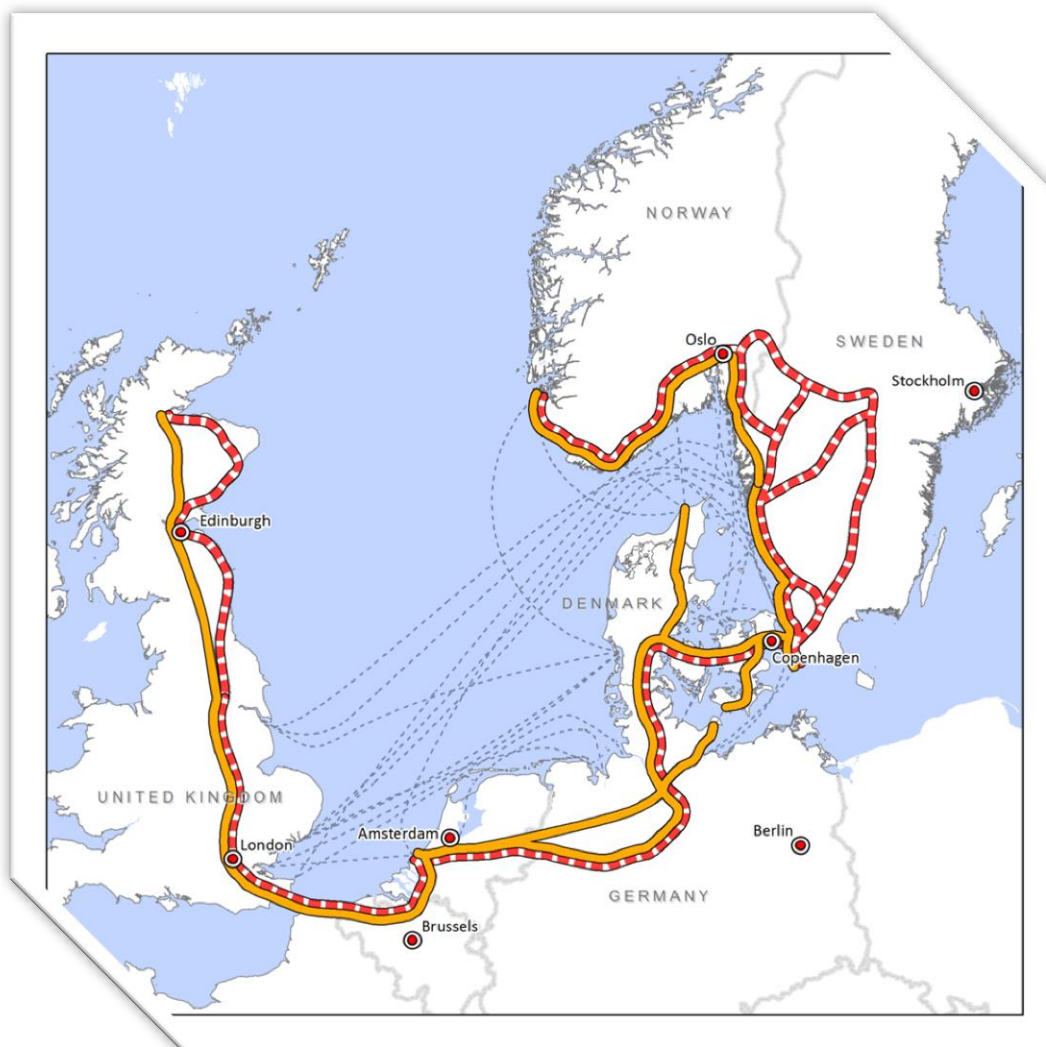 NORWAY
Oslo
SWEDEN
Stockholm
Edinburgh
DENMARK
Copenhagen
UNITED KINGDOM
Amsterdam
Berlin
London
GERMANY
Brussels